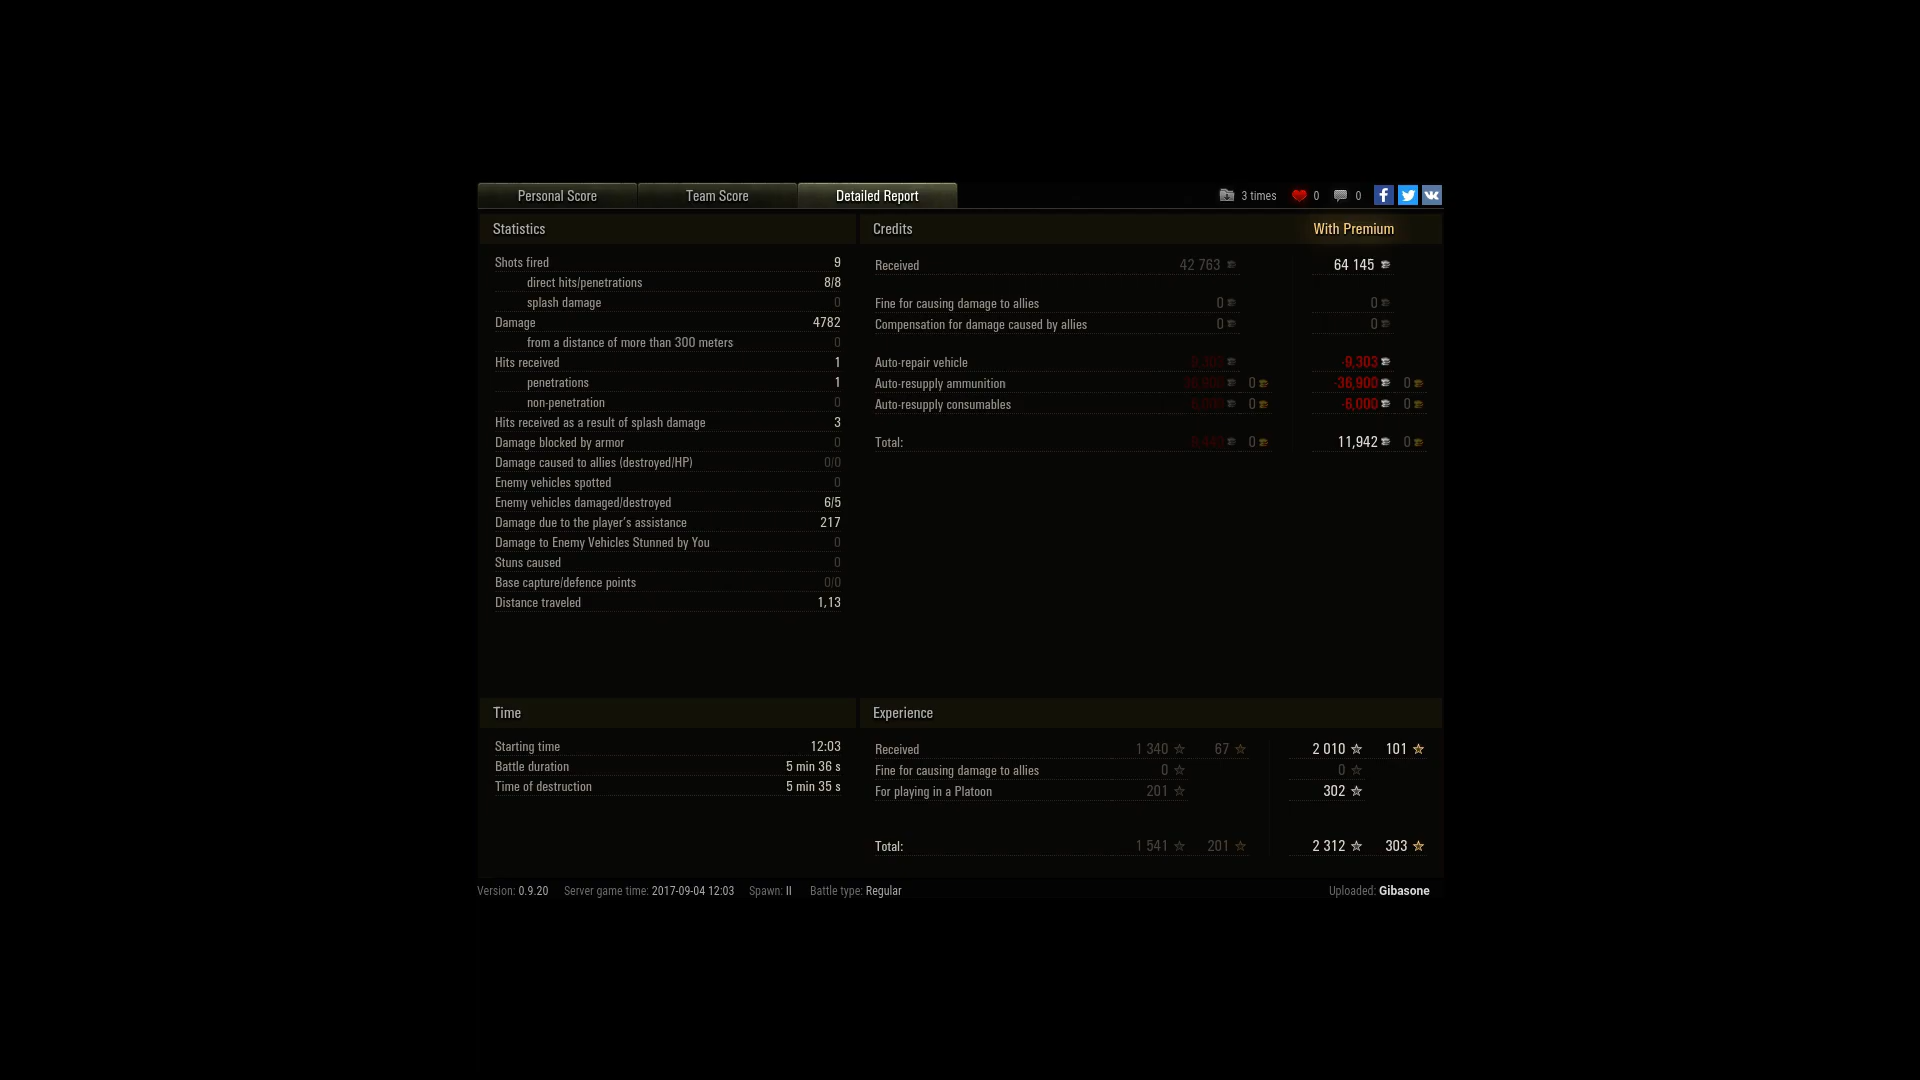 Personal Score Team Score Detailed Report 3 times 0 0
Statistics
Shots fired 9
direct hits/penetrations 8/8
splash damage 0
Damage 4782
from a distance of more than 300 meters 0
Hits received 1
penetrations 1
non-penetration 0
Hits received as a result of splash damage 3
Damage blocked by armor 0
Damage caused to allies (destroyed/HP) 0/0
Enemy vehicles spotted 0
Enemy vehicles damaged/destroyed 6/5
Damage due to the player's assistance 217
Damage to Enemy Vehicles Stunned by You 0
Stuns caused 0
Base capture/defence points 0/0
Distance traveled 1,13
Credits With Premium
Received 42 763 64 145
Fine for causing damage to allies 0 0
Compensation for damage caused by allies 0 0
Auto-repair vehicle -9,303
Auto-resupply ammunition 0 -36,900 0
Auto-resupply consumables 0 -6,000 0
Total: 0 11,942 0
Time
Starting time 12:03
Battle duration 5 min 36 s
Time of destruction 5 min 35 s
Experience
Received 1 340 67 2 010 101
Fine for causing damage to allies 0 0
For playing in a Platoon 201 302
Total: 1 541 201 2 312 303
Version: 0.9.20 Server game time: 2017-09-04 12:03 Spawn: II Battle type: Regular Uploaded: Gibasone